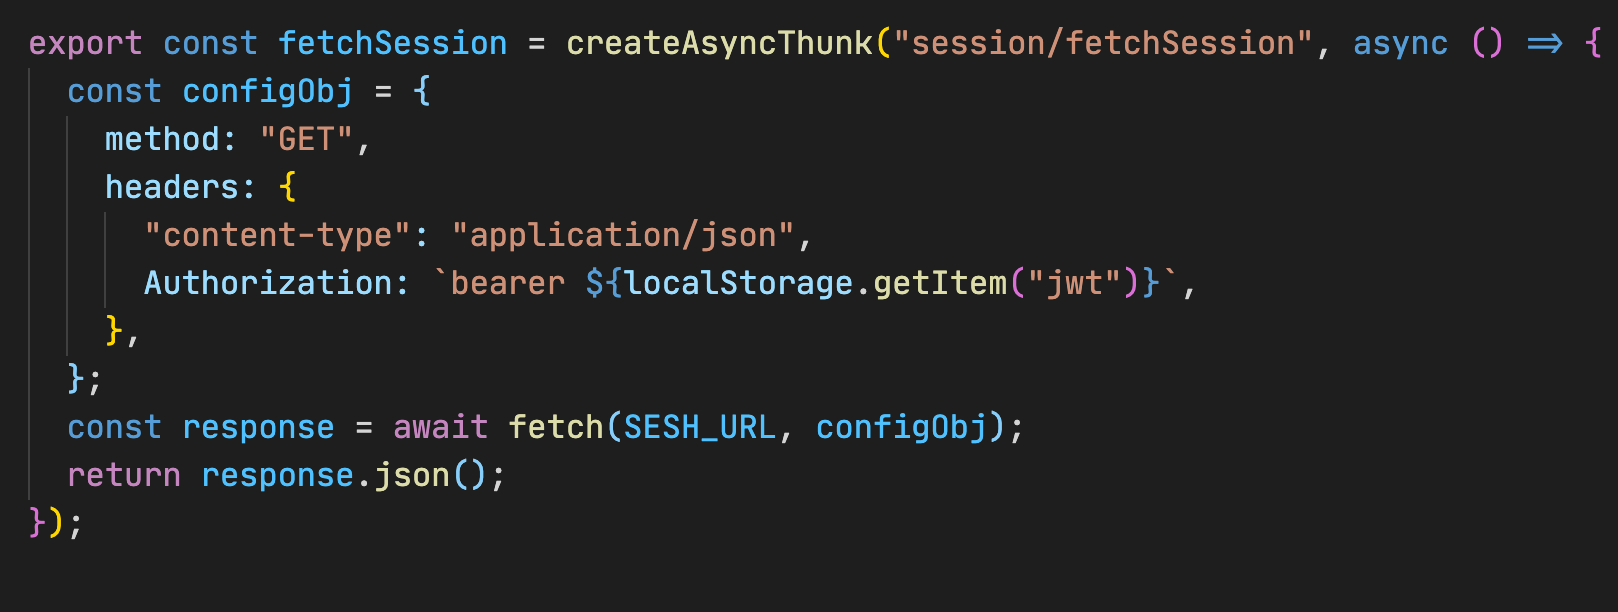 export const fetchSession = createAsyncThunk("session/fetchSession", async () => {
  const configObj = {
    method: "GET",
    headers: {
      "content-type": "application/json",
      Authorization: `bearer ${localStorage.getItem("jwt")}`,
    },
  };
  const response = await fetch(SESH_URL, configObj);
  return response.json();
});